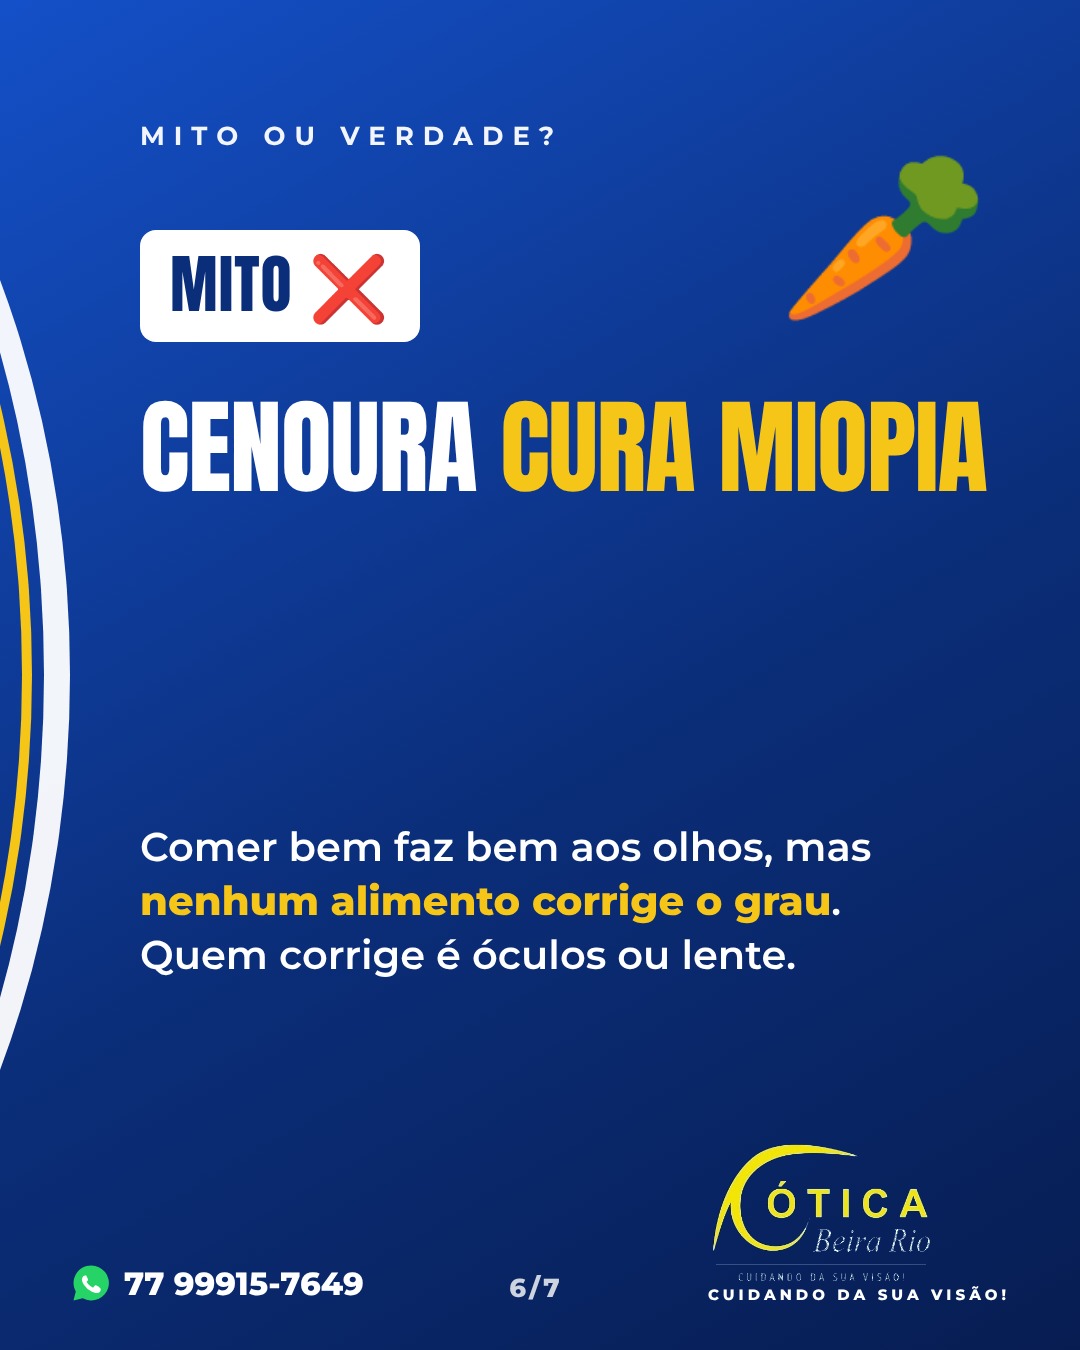 MITO OU VERDADE?
MITO ❌
CENOURA CURA MIOPIA
Comer bem faz bem aos olhos, mas
nenhum alimento corrige o grau.
Quem corrige é óculos ou lente.
ÓTICA
Beira Rio
CUIDANDO DA SUA VISÃO!
CUIDANDO DA SUA VISÃO!
77 99915-7649
6/7